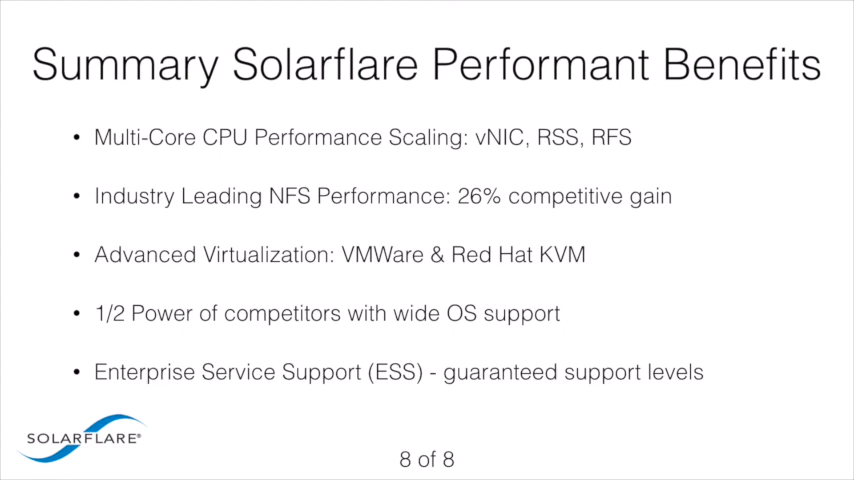 Summary Solarflare Performant Benefits
• Multi-Core CPU Performance Scaling: vNIC, RSS, RFS
• Industry Leading NFS Performance: 26% competitive gain
• Advanced Virtualization: VMWare & Red Hat KVM
• 1/2 Power of competitors with wide OS support
• Enterprise Service Support (ESS) - guaranteed support levels
SOLARFLARE®
8 of 8